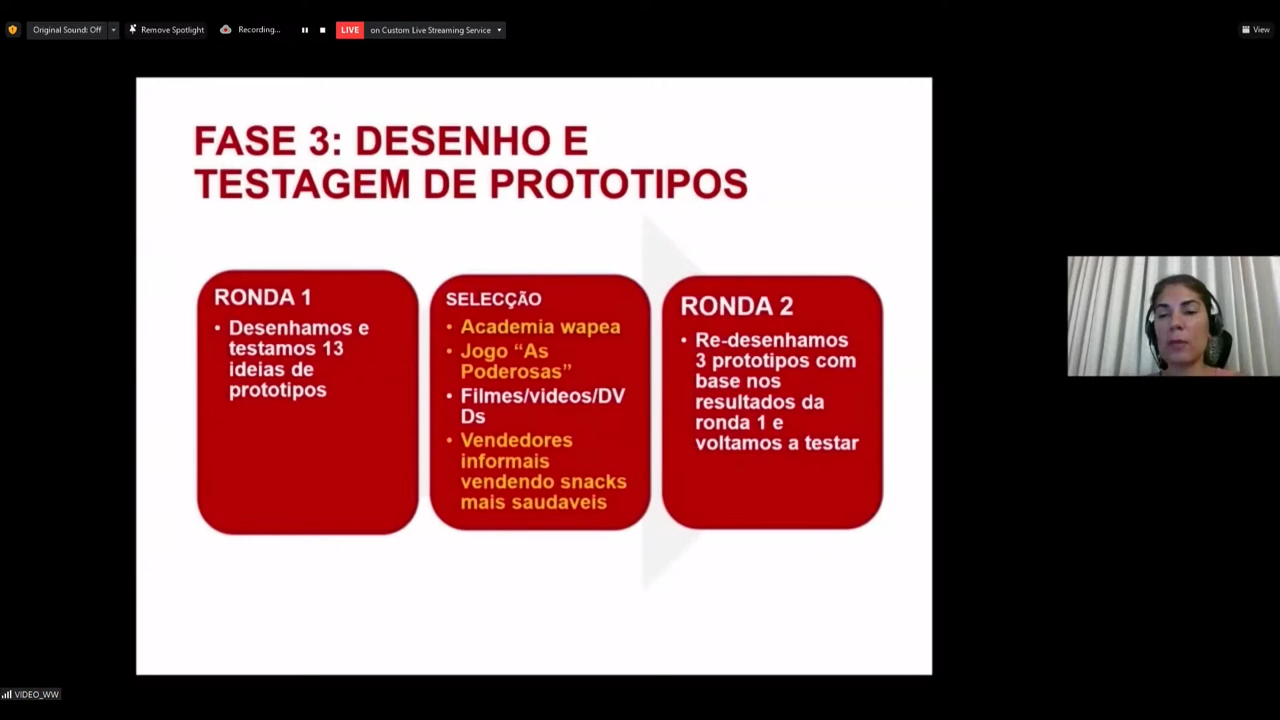 Original Sound: Off
Remove Spotlight
Recording...
LIVE
on Custom Live Streaming Service
View
FASE 3: DESENHO E
TESTAGEM DE PROTOTIPOS
RONDA 1
• Desenhamos e
testamos 13
ideias de
prototipos
SELECÇÃO
• Academia wapea
• Jogo “As
Poderosas”
• Filmes/videos/DV
Ds
• Vendedores
informais
vendendo snacks
mais saudaveis
RONDA 2
• Re-desenhamos
3 prototipos com
base nos
resultados da
ronda 1 e
voltamos a testar
VIDEO_WW